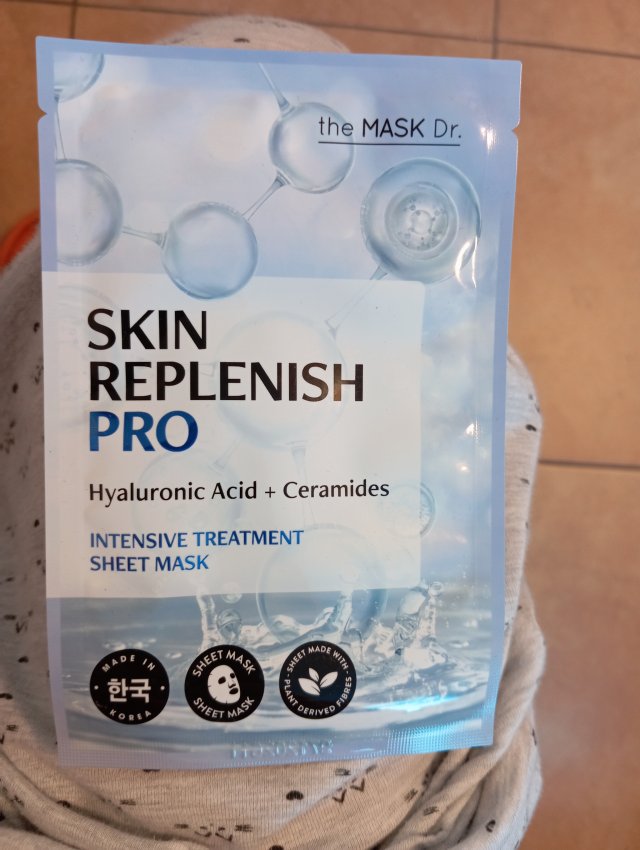 the MASK Dr.
SKIN
REPLENISH
PRO
Hyaluronic Acid + Ceramides
INTENSIVE TREATMENT
SHEET MASK
MADE IN
한국
KOREA
SHEET MASK
SHEET MASK
- SHEET MADE WITH -
PLANT DERIVED FIBRES